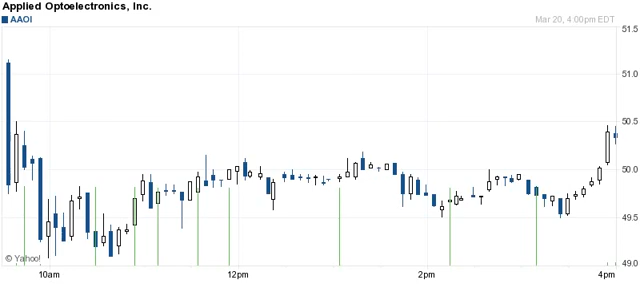 Applied Optoelectronics, Inc.
AAOI
Mar 20, 4:00pm EDT
51.5
51.0
50.5
50.0
49.5
49.0
© Yahoo!
10am
12pm
2pm
4pm